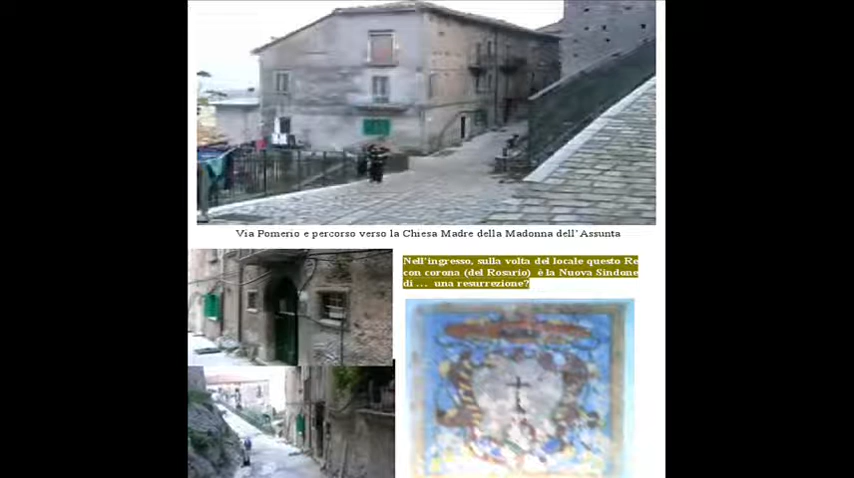 Via Pomerio e percorso verso la Chiesa Madre della Madonna dell'Assunta
Nell'ingresso, sulla volta del locale questo Re
con corona (del Rosario) è la Nuova Sindone
di ... una resurrezione?